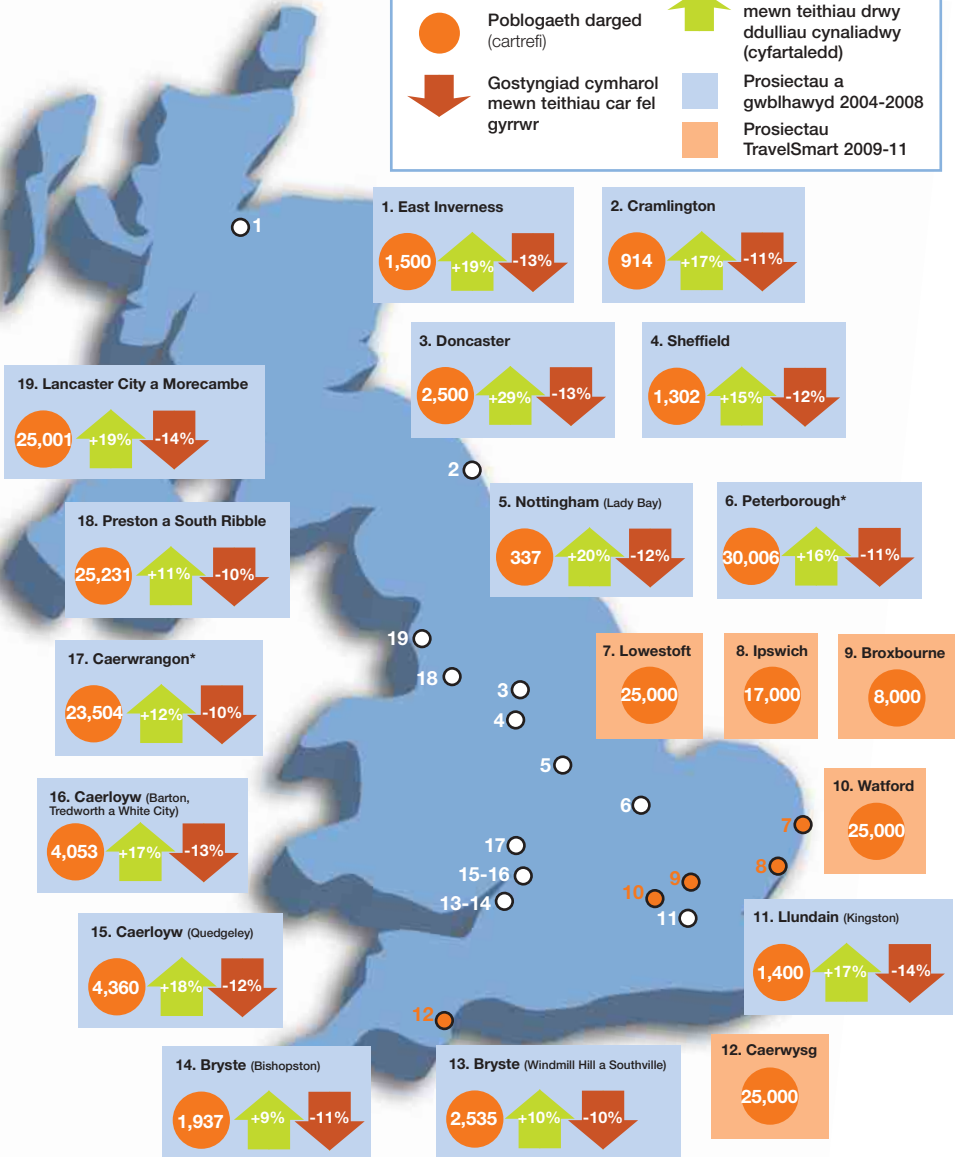 Poblogaeth darged
(cartrefi)
Gostyngiad cymharol
mewn teithiau car fel
gyrrwr
mewn teithiau drwy
ddulliau cynaliadwy
(cyfartaledd)
Prosiectau a
gwblhawyd 2004-2008
Prosiectau
TravelSmart 2009-11
1
1. East Inverness
1,500 +19% -13%
2. Cramlington
914 +17% -11%
3. Doncaster
2,500 +29% -13%
4. Sheffield
1,302 +15% -12%
19. Lancaster City a Morecambe
25,001 +19% -14%
2
5. Nottingham (Lady Bay)
337 +20% -12%
6. Peterborough*
30,006 +16% -11%
18. Preston a South Ribble
25,231 +11% -10%
19
18
3
4
5
6
17. Caerwrangon*
23,504 +12% -10%
7. Lowestoft
25,000
8. Ipswich
17,000
9. Broxbourne
8,000
16. Caerloyw (Barton,
Tredworth a White City)
4,053 +17% -13%
10. Watford
25,000
17
15-16
13-14
7
8
9
10
11
15. Caerloyw (Quedgeley)
4,360 +18% -12%
11. Llundain (Kingston)
1,400 +17% -14%
12
14. Bryste (Bishopston)
1,937 +9% -11%
13. Bryste (Windmill Hill a Southville)
2,535 +10% -10%
12. Caerwysg
25,000